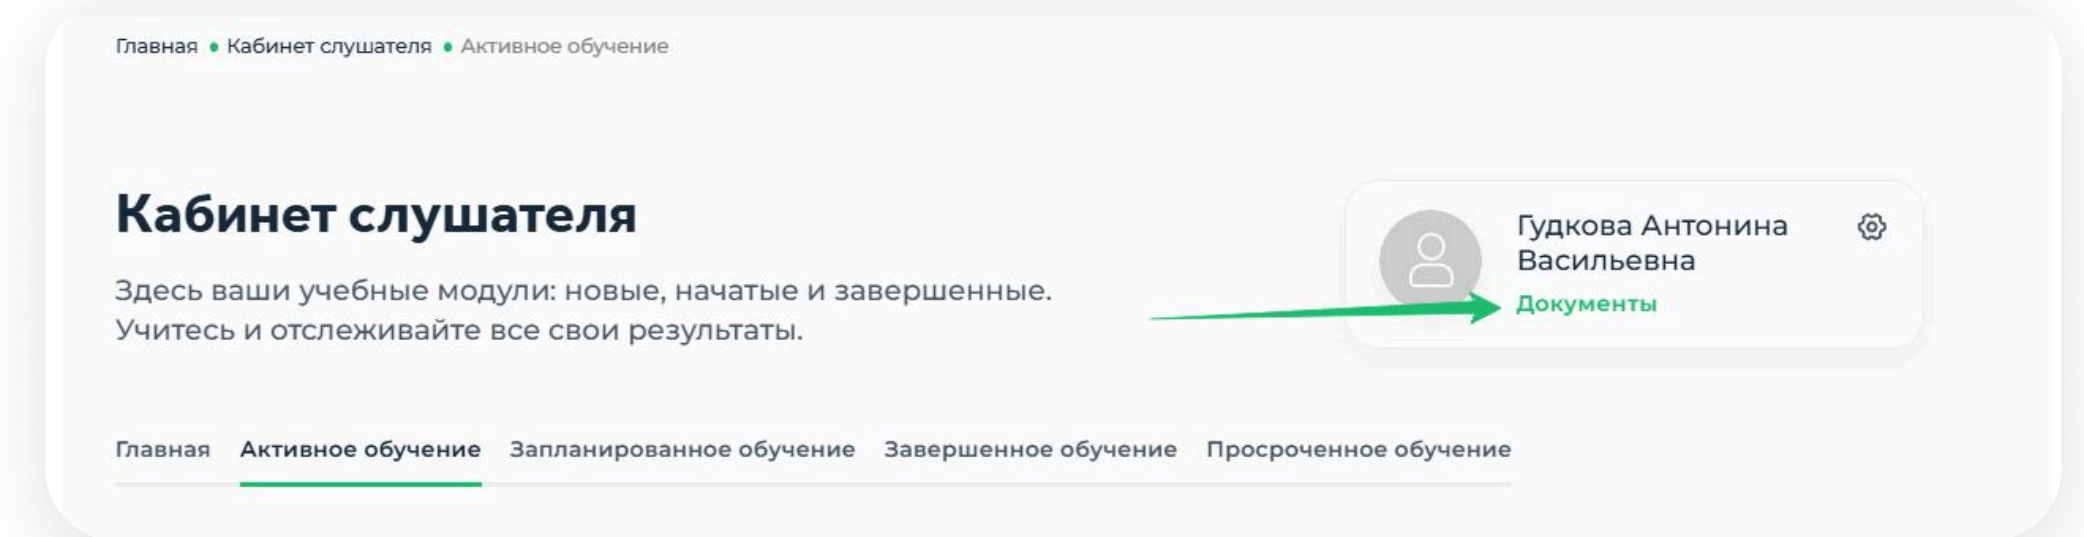 Главная • Кабинет слушателя • Активное обучение
Кабинет слушателя
Здесь ваши учебные модули: новые, начатые и завершенные.
Учитесь и отслеживайте все свои результаты.
Гудкова Антонина
Васильевна
Документы
Главная Активное обучение Запланированное обучение Завершенное обучение Просроченное обучение